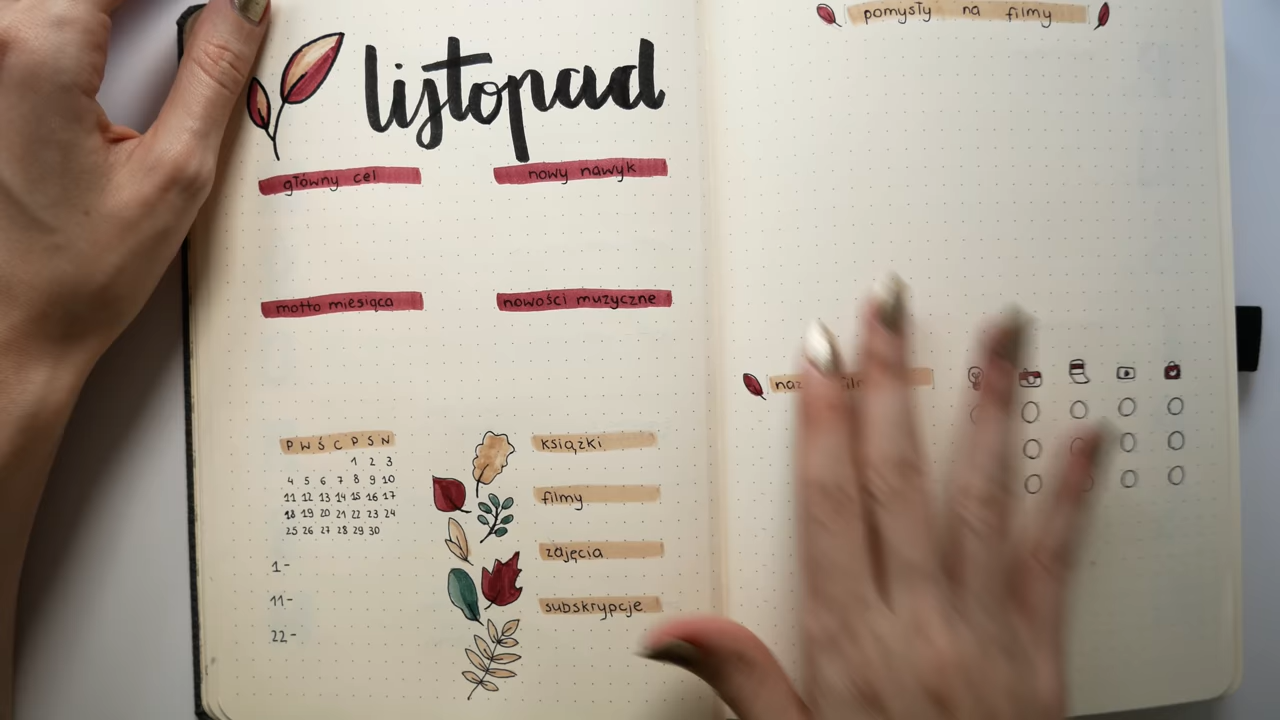 listopad
główny cel
nowy nawyk
motto miesiąca
nowości muzyczne
P W Ś C P S N
1 2 3
4 5 6 7 8 9 10
11 12 13 14 15 16 17
18 19 20 21 22 23 24
25 26 27 28 29 30
1-
11-
22-
książki
filmy
zdjęcia
subskrypcje
pomysły na filmy